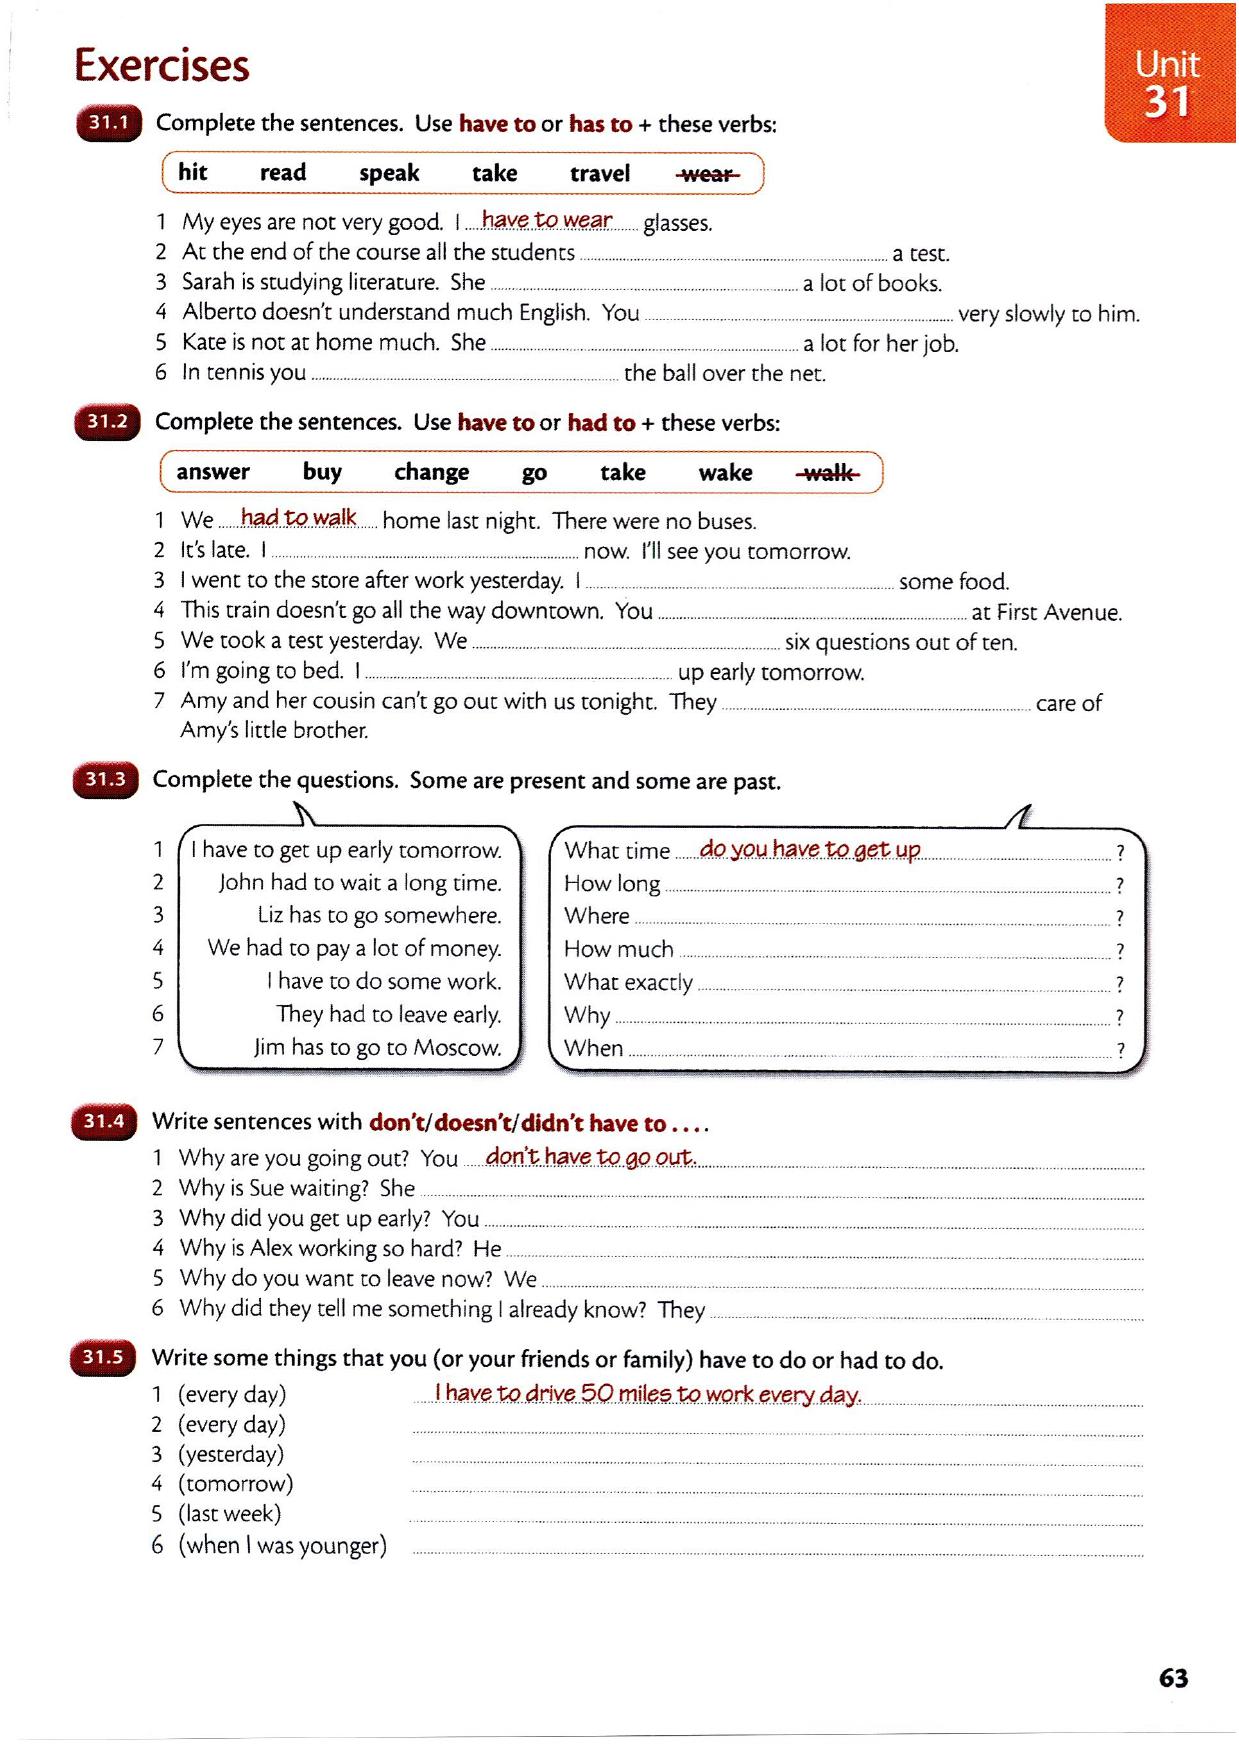 Exercises
Unit
31
31.1 Complete the sentences. Use have to or has to + these verbs:
hit read speak take travel wear
1 My eyes are not very good. I ....have to wear...... glasses.
2 At the end of the course all the students ........ a test.
3 Sarah is studying literature. She ........ a lot of books.
4 Alberto doesn't understand much English. You ........ very slowly to him.
5 Kate is not at home much. She ........ a lot for her job.
6 In tennis you ........ the ball over the net.
31.2 Complete the sentences. Use have to or had to + these verbs:
answer buy change go take wake walk
1 We .....had to walk..... home last night. There were no buses.
2 It's late. I ........ now. I'll see you tomorrow.
3 I went to the store after work yesterday. I ........ some food.
4 This train doesn't go all the way downtown. You ........ at First Avenue.
5 We took a test yesterday. We ........ six questions out of ten.
6 I'm going to bed. I ........ up early tomorrow.
7 Amy and her cousin can't go out with us tonight. They ........ care of
Amy's little brother.
31.3 Complete the questions. Some are present and some are past.
1 I have to get up early tomorrow. What time .....do you have to get up........ ?
2 John had to wait a long time. How long ........ ?
3 Liz has to go somewhere. Where ........ ?
4 We had to pay a lot of money. How much ........ ?
5 I have to do some work. What exactly ........ ?
6 They had to leave early. Why ........ ?
7 Jim has to go to Moscow. When ........ ?
31.4 Write sentences with don't/doesn't/didn't have to . . . .
1 Why are you going out? You .....don't have to go out.........
2 Why is Sue waiting? She ........
3 Why did you get up early? You ........
4 Why is Alex working so hard? He ........
5 Why do you want to leave now? We ........
6 Why did they tell me something I already know? They ........
31.5 Write some things that you (or your friends or family) have to do or had to do.
1 (every day) .....I have to drive 50 miles to work every day.........
2 (every day) ........
3 (yesterday) ........
4 (tomorrow) ........
5 (last week) ........
6 (when I was younger) ........
63